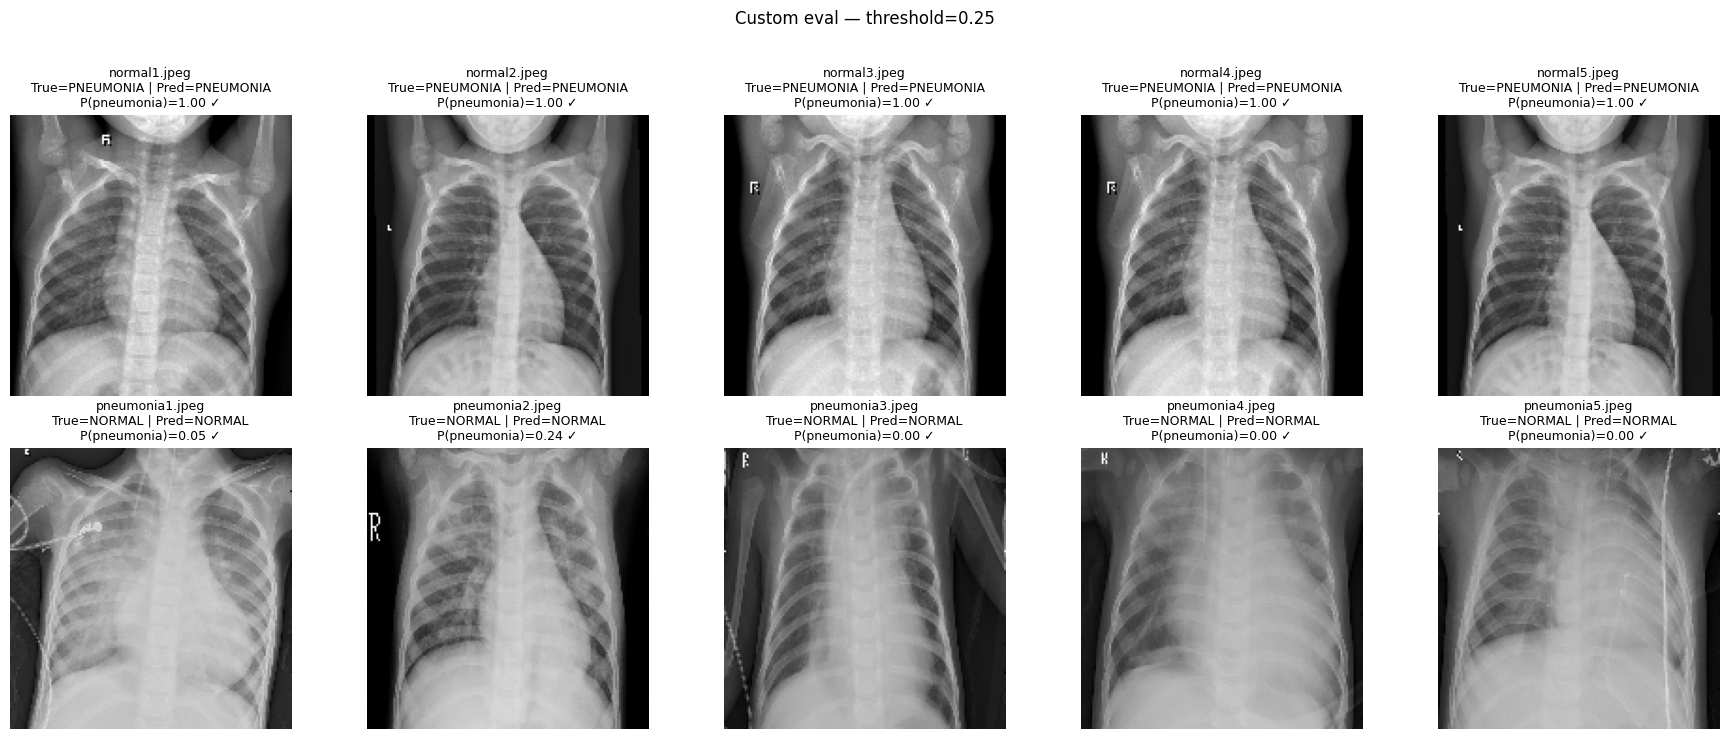 Custom eval — threshold=0.25
normal1.jpeg
True=PNEUMONIA | Pred=PNEUMONIA
P(pneumonia)=1.00 ✓
normal2.jpeg
True=PNEUMONIA | Pred=PNEUMONIA
P(pneumonia)=1.00 ✓
normal3.jpeg
True=PNEUMONIA | Pred=PNEUMONIA
P(pneumonia)=1.00 ✓
normal4.jpeg
True=PNEUMONIA | Pred=PNEUMONIA
P(pneumonia)=1.00 ✓
normal5.jpeg
True=PNEUMONIA | Pred=PNEUMONIA
P(pneumonia)=1.00 ✓
R
L
R
R
L
pneumonia1.jpeg
True=NORMAL | Pred=NORMAL
P(pneumonia)=0.05 ✓
pneumonia2.jpeg
True=NORMAL | Pred=NORMAL
P(pneumonia)=0.24 ✓
pneumonia3.jpeg
True=NORMAL | Pred=NORMAL
P(pneumonia)=0.00 ✓
pneumonia4.jpeg
True=NORMAL | Pred=NORMAL
P(pneumonia)=0.00 ✓
pneumonia5.jpeg
True=NORMAL | Pred=NORMAL
P(pneumonia)=0.00 ✓
R
R
R